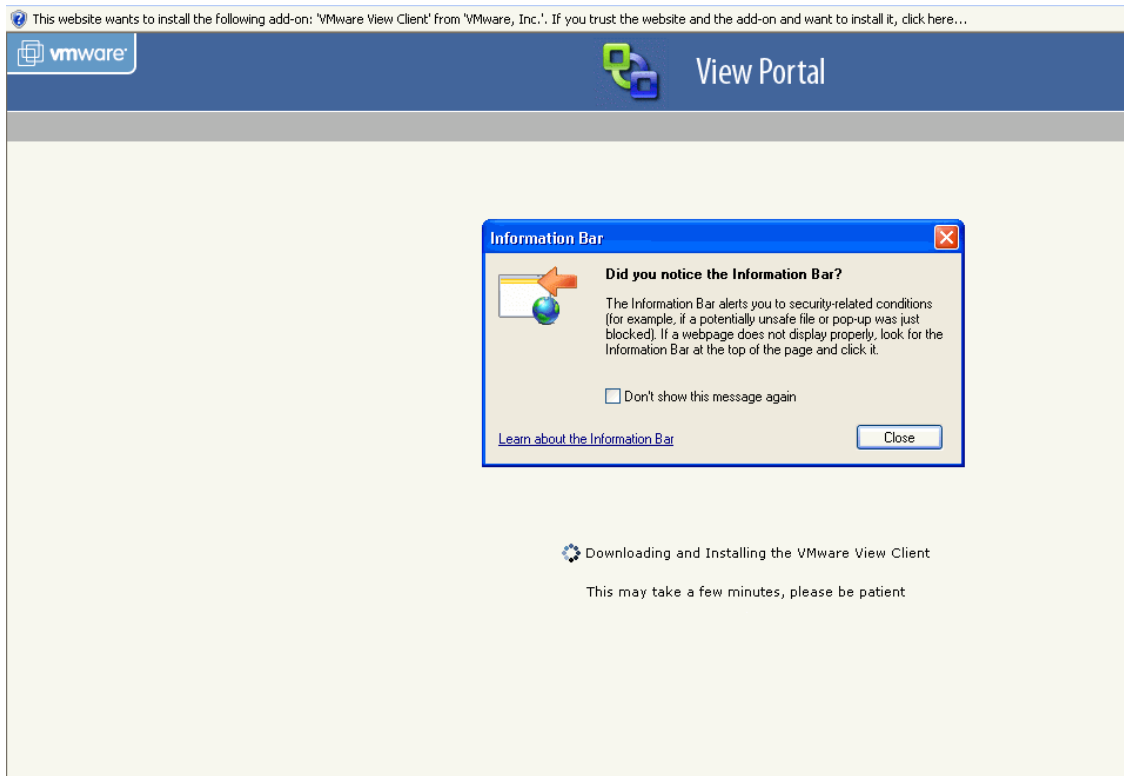 This website wants to install the following add-on: 'VMware View Client' from 'VMware, Inc.'. If you trust the website and the add-on and want to install it, click here...
vmware
View Portal
Information Bar
Did you notice the Information Bar?
The Information Bar alerts you to security-related conditions
(for example, if a potentially unsafe file or pop-up was just
blocked). If a webpage does not display properly, look for the
Information Bar at the top of the page and click it.
Don't show this message again
Learn about the Information Bar
Close
Downloading and Installing the VMware View Client
This may take a few minutes, please be patient